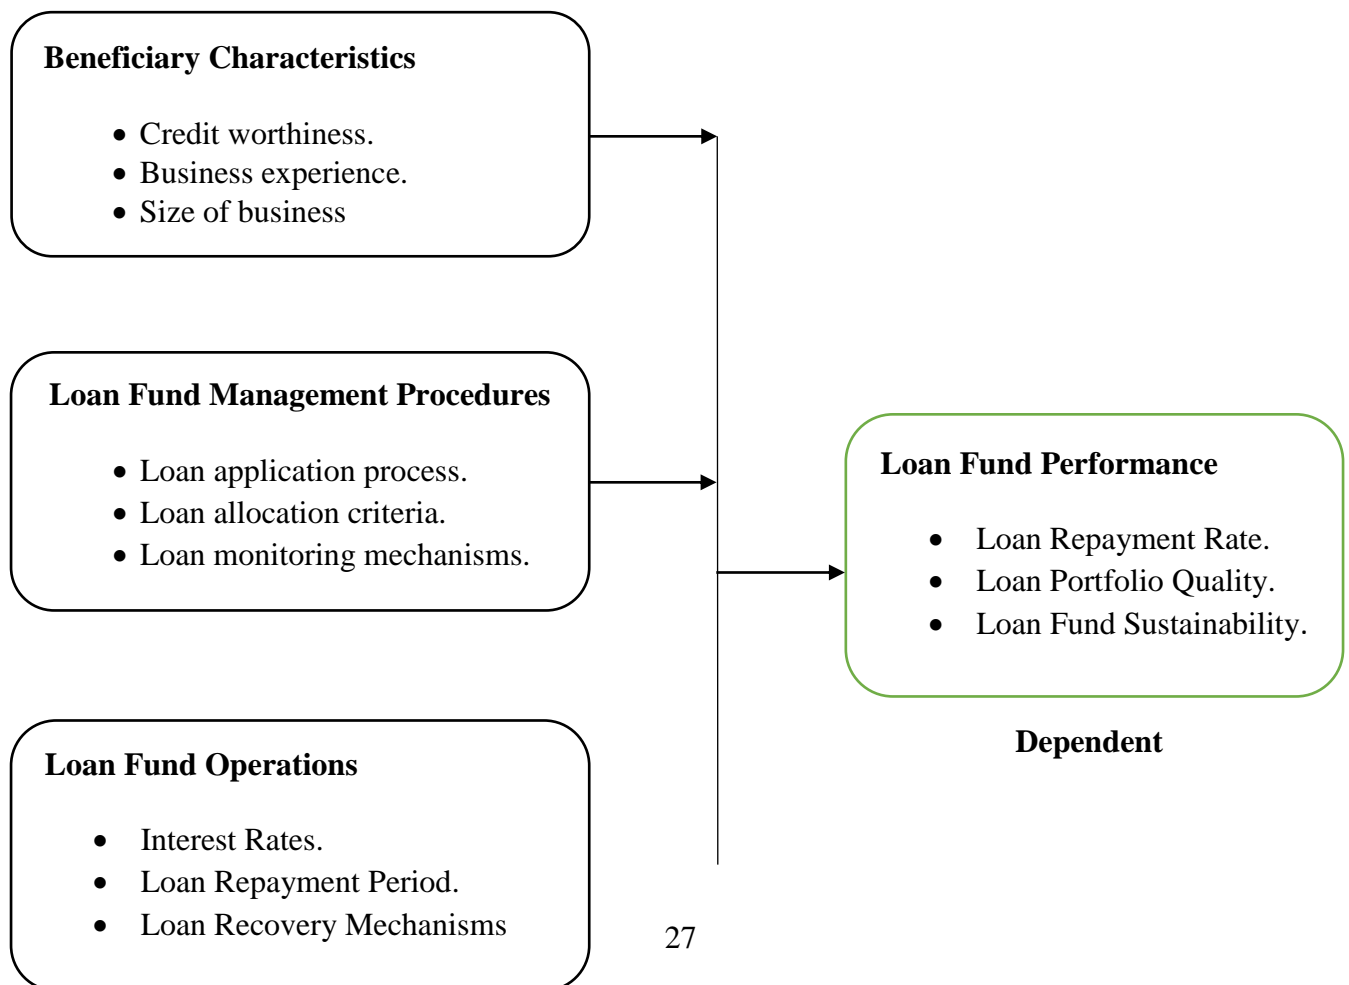 Beneficiary Characteristics
• Credit worthiness.
• Business experience.
• Size of business
Loan Fund Management Procedures
• Loan application process.
• Loan allocation criteria.
• Loan monitoring mechanisms.
Loan Fund Performance
• Loan Repayment Rate.
• Loan Portfolio Quality.
• Loan Fund Sustainability.
Dependent
Loan Fund Operations
• Interest Rates.
• Loan Repayment Period.
• Loan Recovery Mechanisms
27